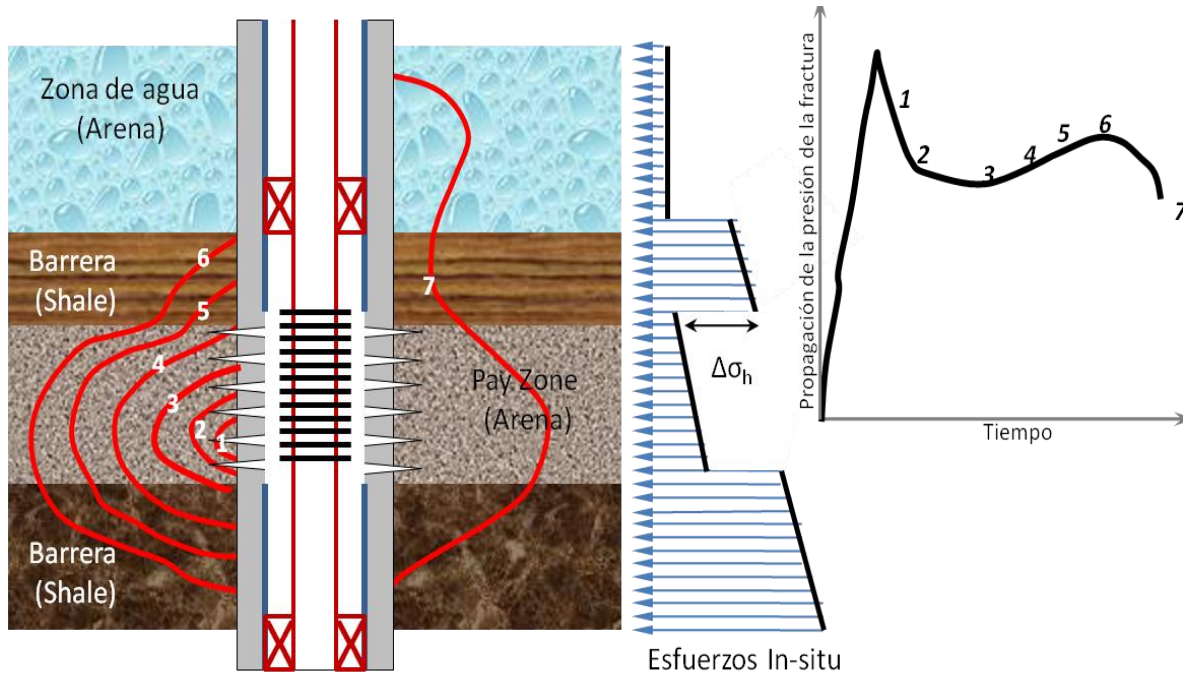 Zona de agua
(Arena)
Barrera
(Shale)
Barrera
(Shale)
6
5
4
3
2
1
7
Pay Zone
(Arena)
Δσh
Esfuerzos In-situ
Propagación de la presión de la fractura
1
2
3
4
5
6
7
Tiempo